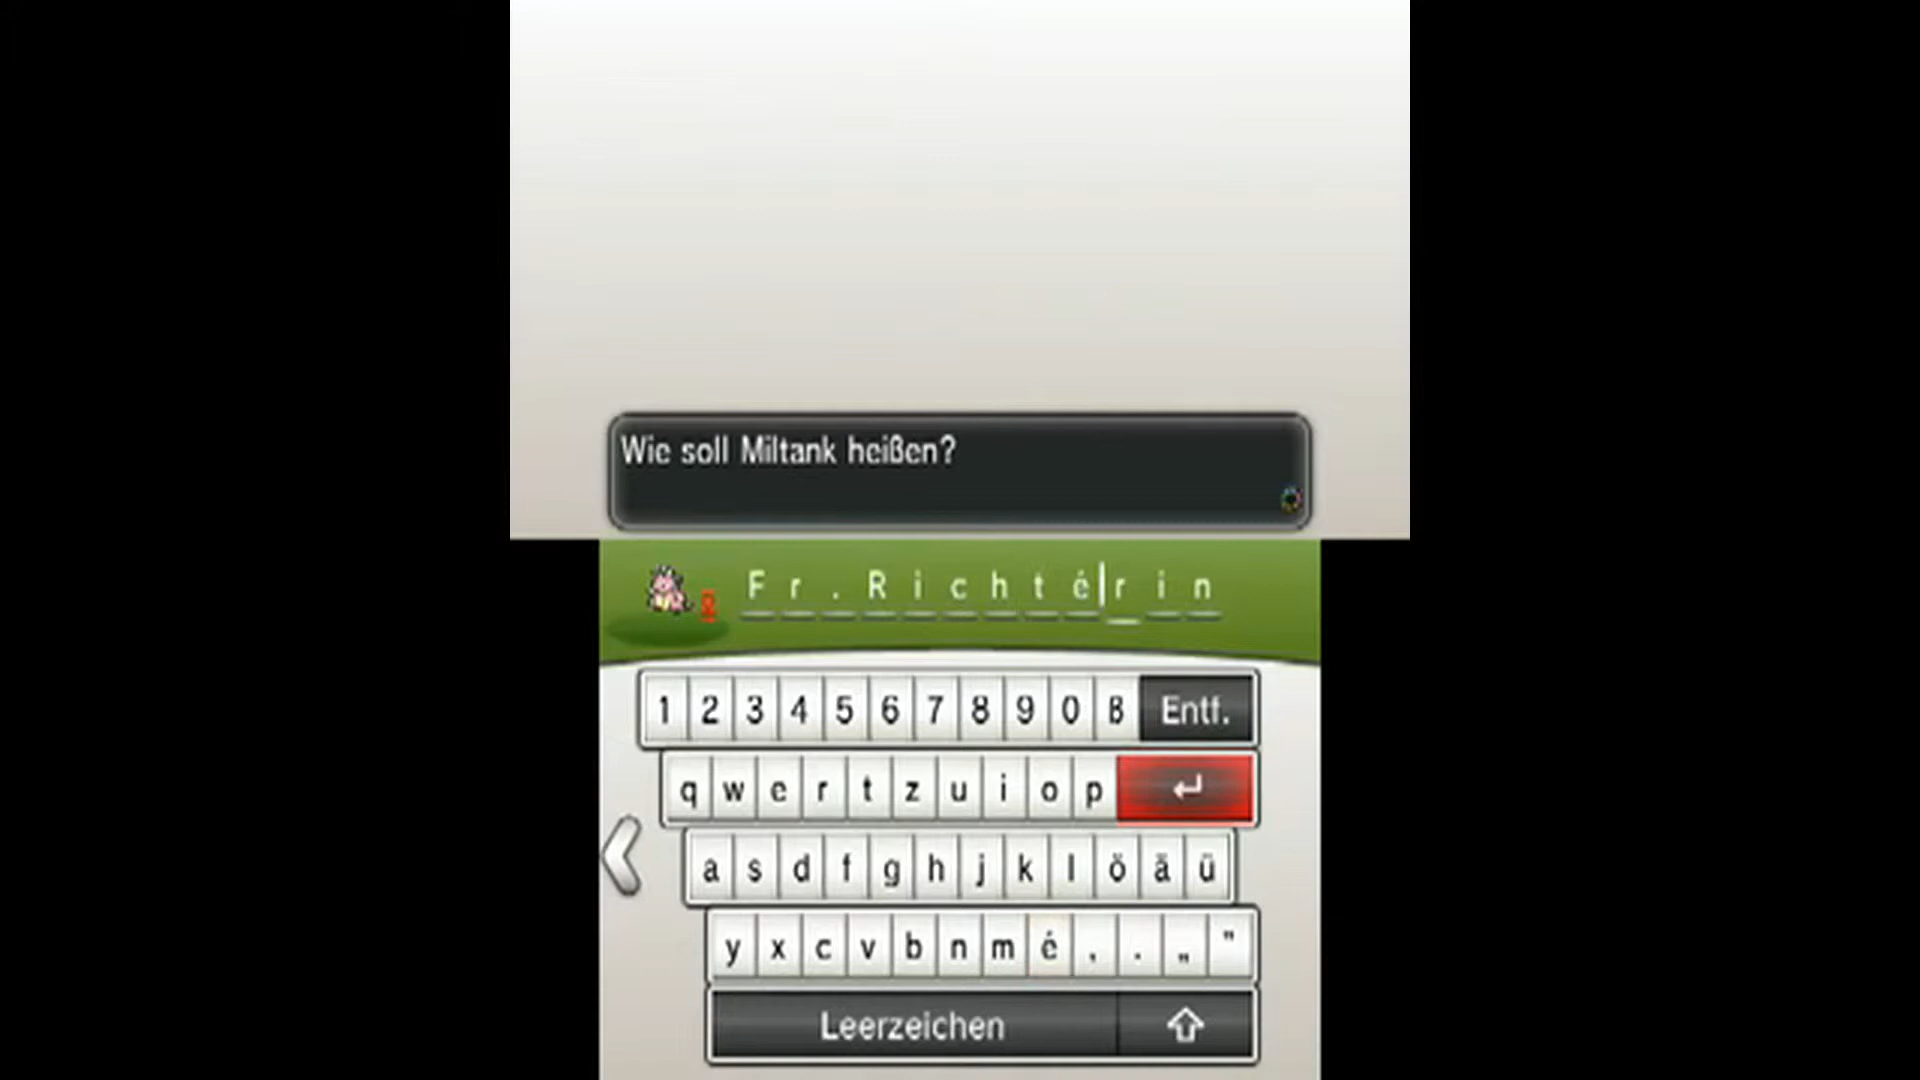 Wie soll Miltank heißen?
Fr.Richtérin
1 2 3 4 5 6 7 8 9 0 ß Entf.
q w e r t z u i o p
a s d f g h j k l ö ä ü
y x c v b n m é , . „ "
Leerzeichen